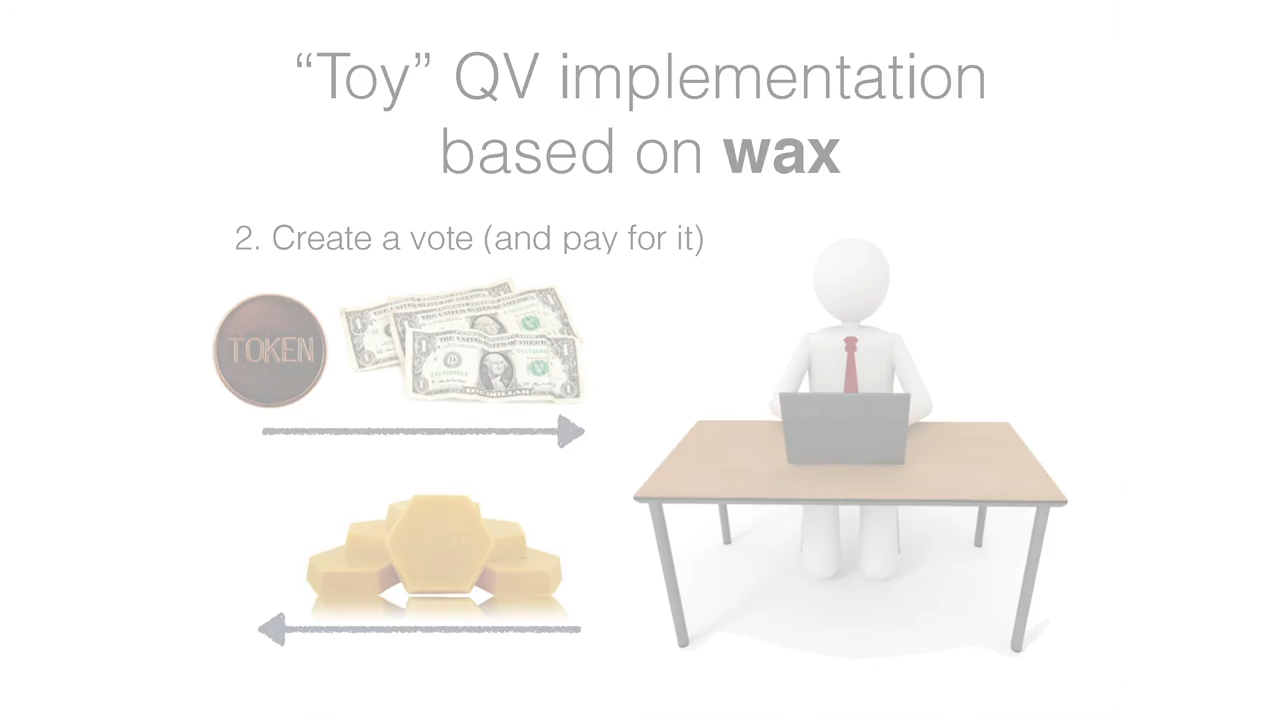 “Toy” QV implementation
based on wax
2. Create a vote (and pay for it)
TOKEN